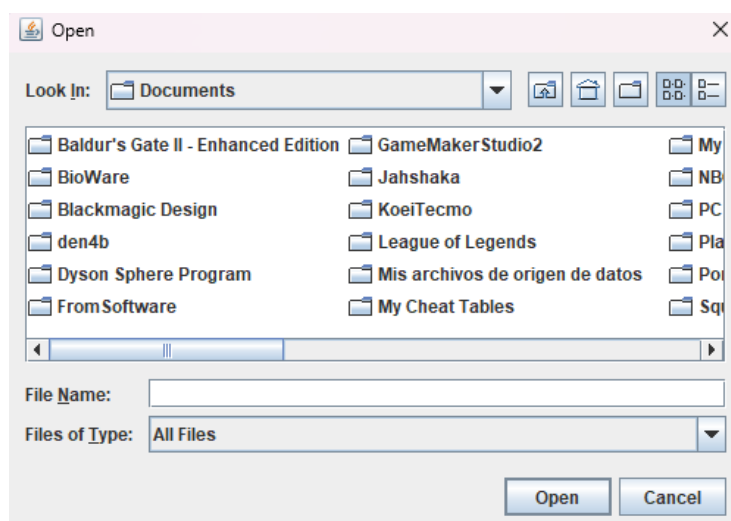 Open
Look In: Documents
Baldur's Gate II - Enhanced Edition GameMakerStudio2 My
BioWare Jahshaka
Blackmagic Design KoeiTecmo PC
den4b League of Legends
Dyson Sphere Program Mis archivos de origen de datos
FromSoftware My Cheat Tables
File Name:
Files of Type: All Files
Open Cancel